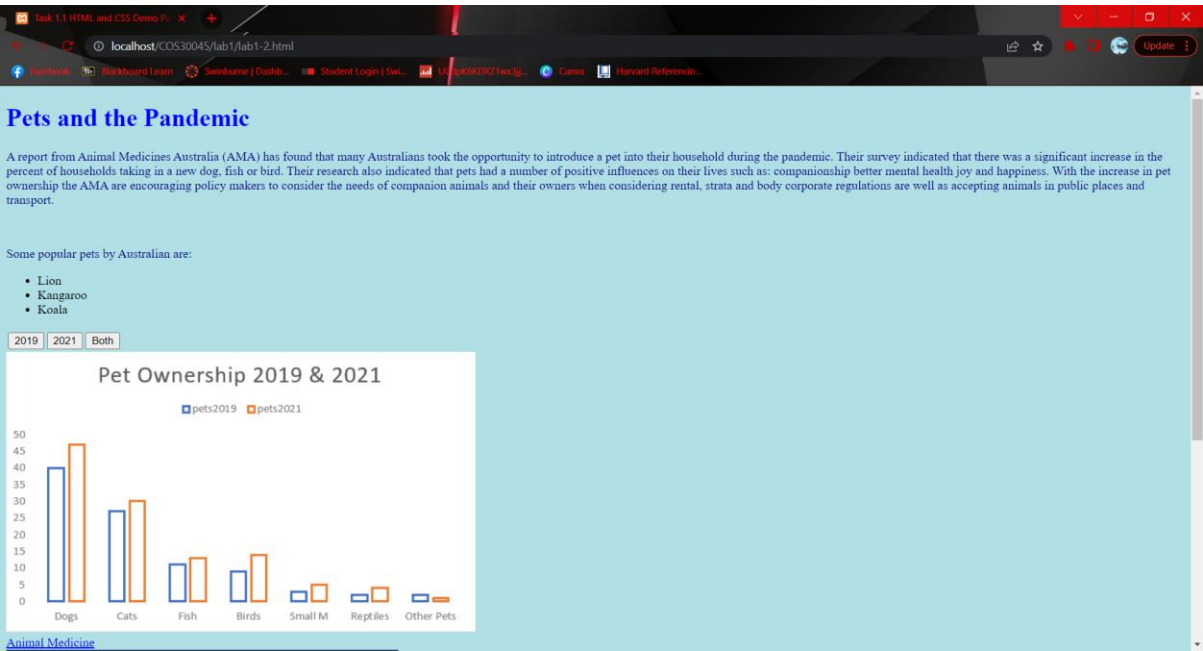 Task 1.1 HTML and CSS Demo Pa
localhost/COS30045/lab1/lab1-2.html
Update
Facebook
Blackboard Learn
Swinburne | Dashb...
Student Login | Swi...
Canva
Harvard Referencin...
Pets and the Pandemic
A report from Animal Medicines Australia (AMA) has found that many Australians took the opportunity to introduce a pet into their household during the pandemic. Their survey indicated that there was a significant increase in the
percent of households taking in a new dog, fish or bird. Their research also indicated that pets had a number of positive influences on their lives such as: companionship better mental health joy and happiness. With the increase in pet
ownership the AMA are encouraging policy makers to consider the needs of companion animals and their owners when considering rental, strata and body corporate regulations are well as accepting animals in public places and
transport.
Some popular pets by Australian are:
• Lion
• Kangaroo
• Koala
2019 2021 Both
Pet Ownership 2019 & 2021
pets2019 pets2021
50
45
40
35
30
25
20
15
10
5
0
Dogs Cats Fish Birds Small M Reptiles Other Pets
Animal Medicine